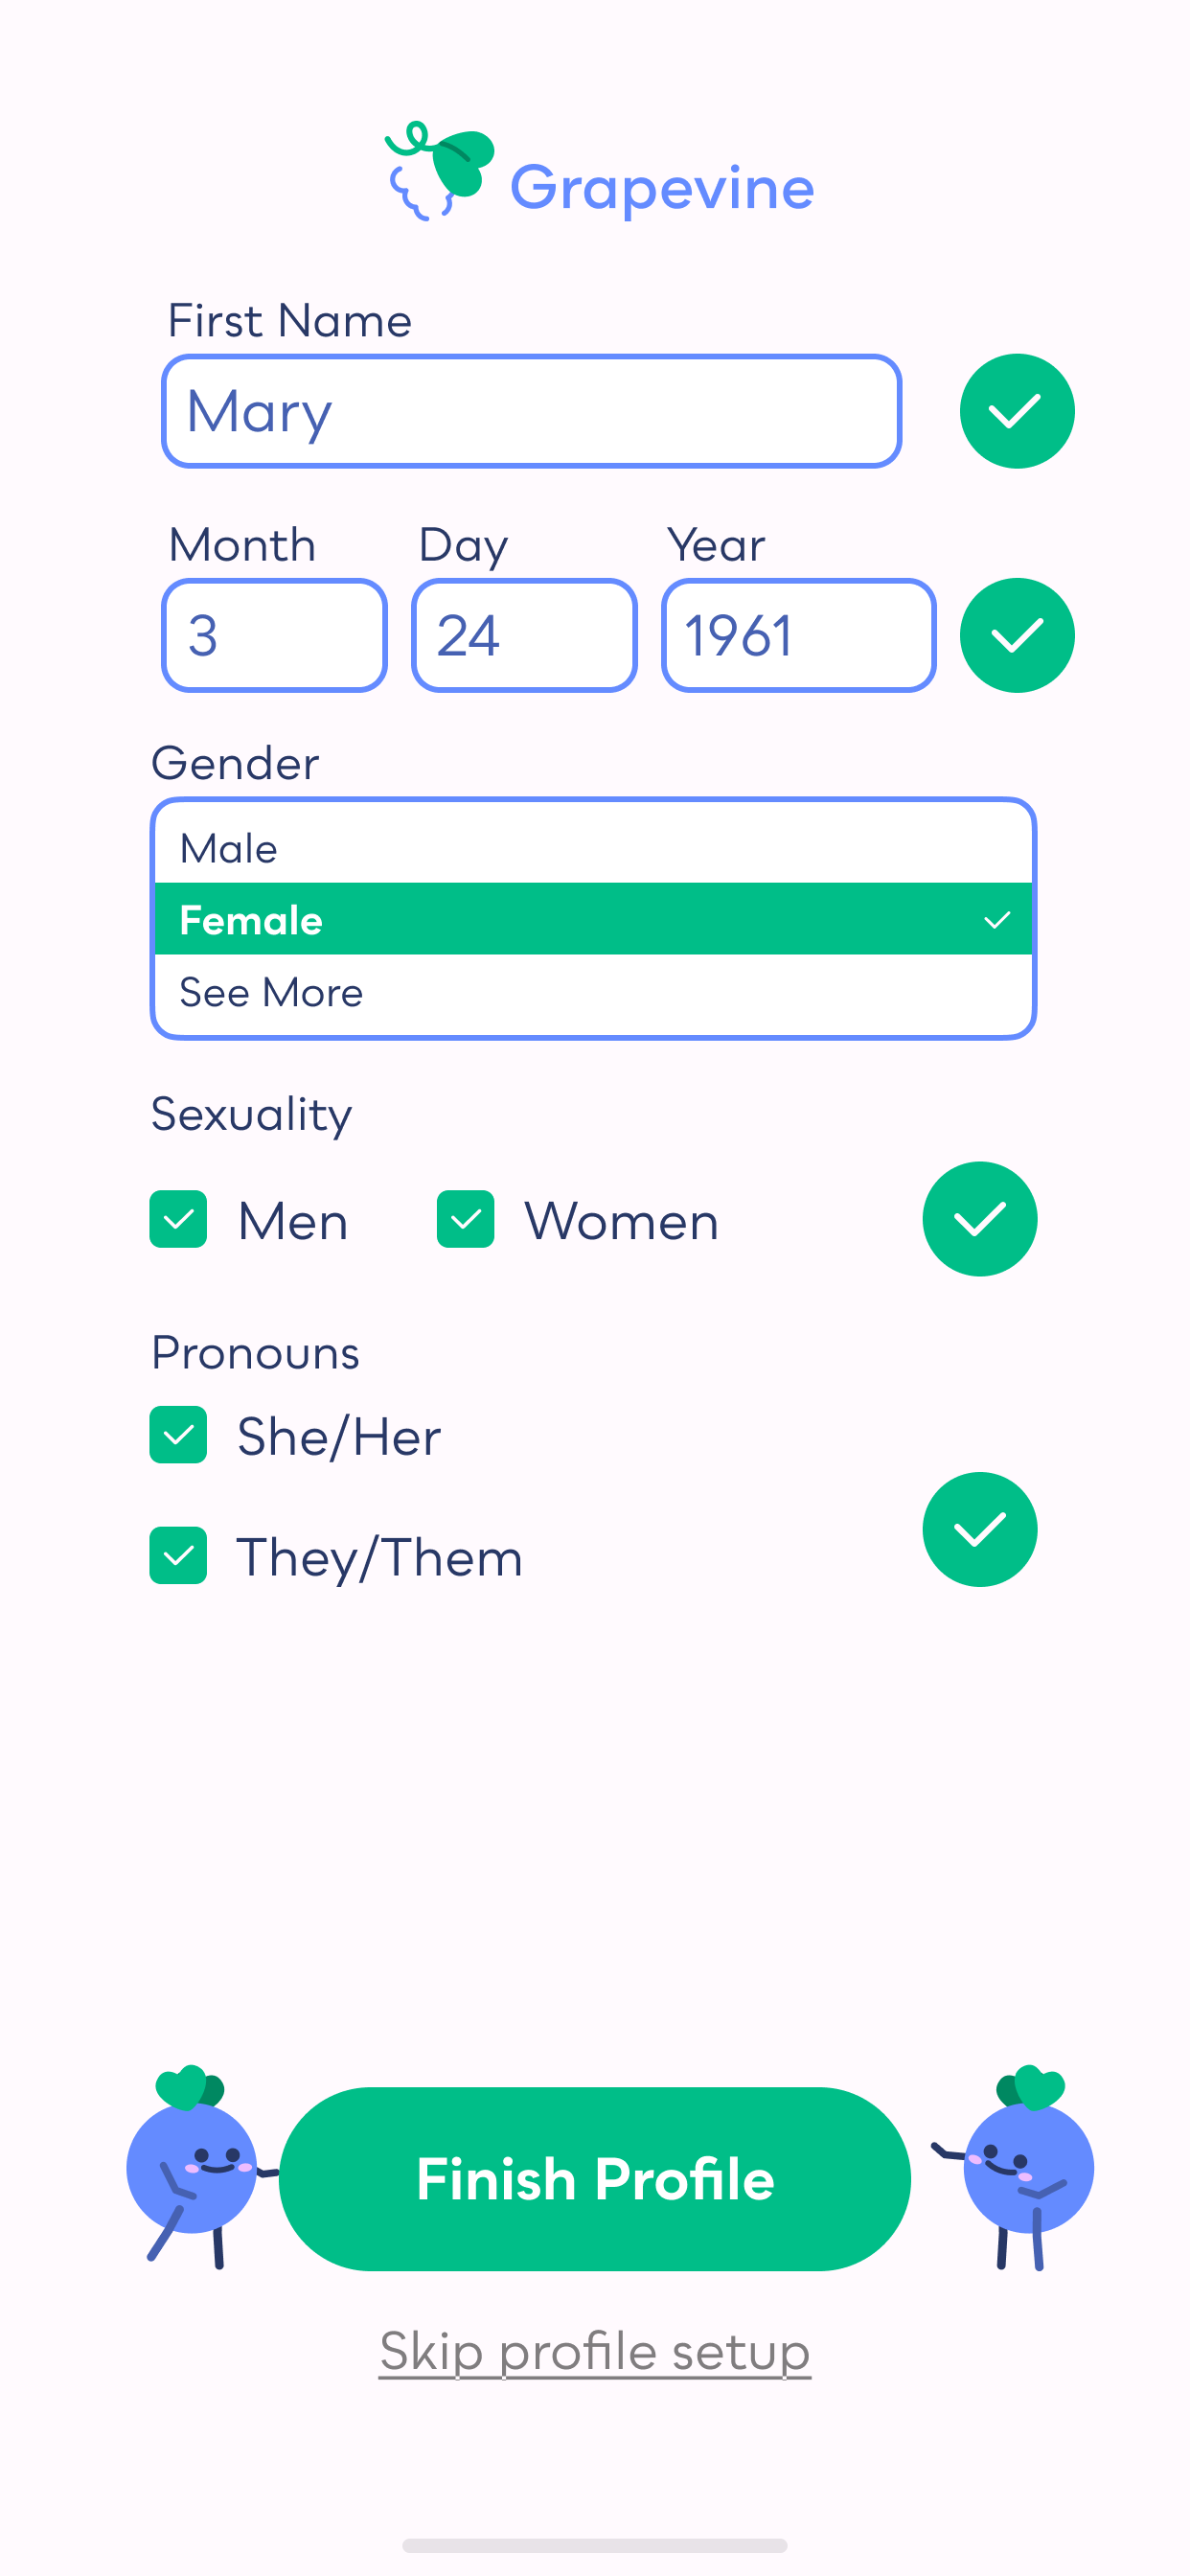 Grapevine
First Name
Mary
Month Day Year
3 24 1961
Gender
Male
Female
See More
Sexuality
Men Women
Pronouns
She/Her
They/Them
Finish Profile
Skip profile setup